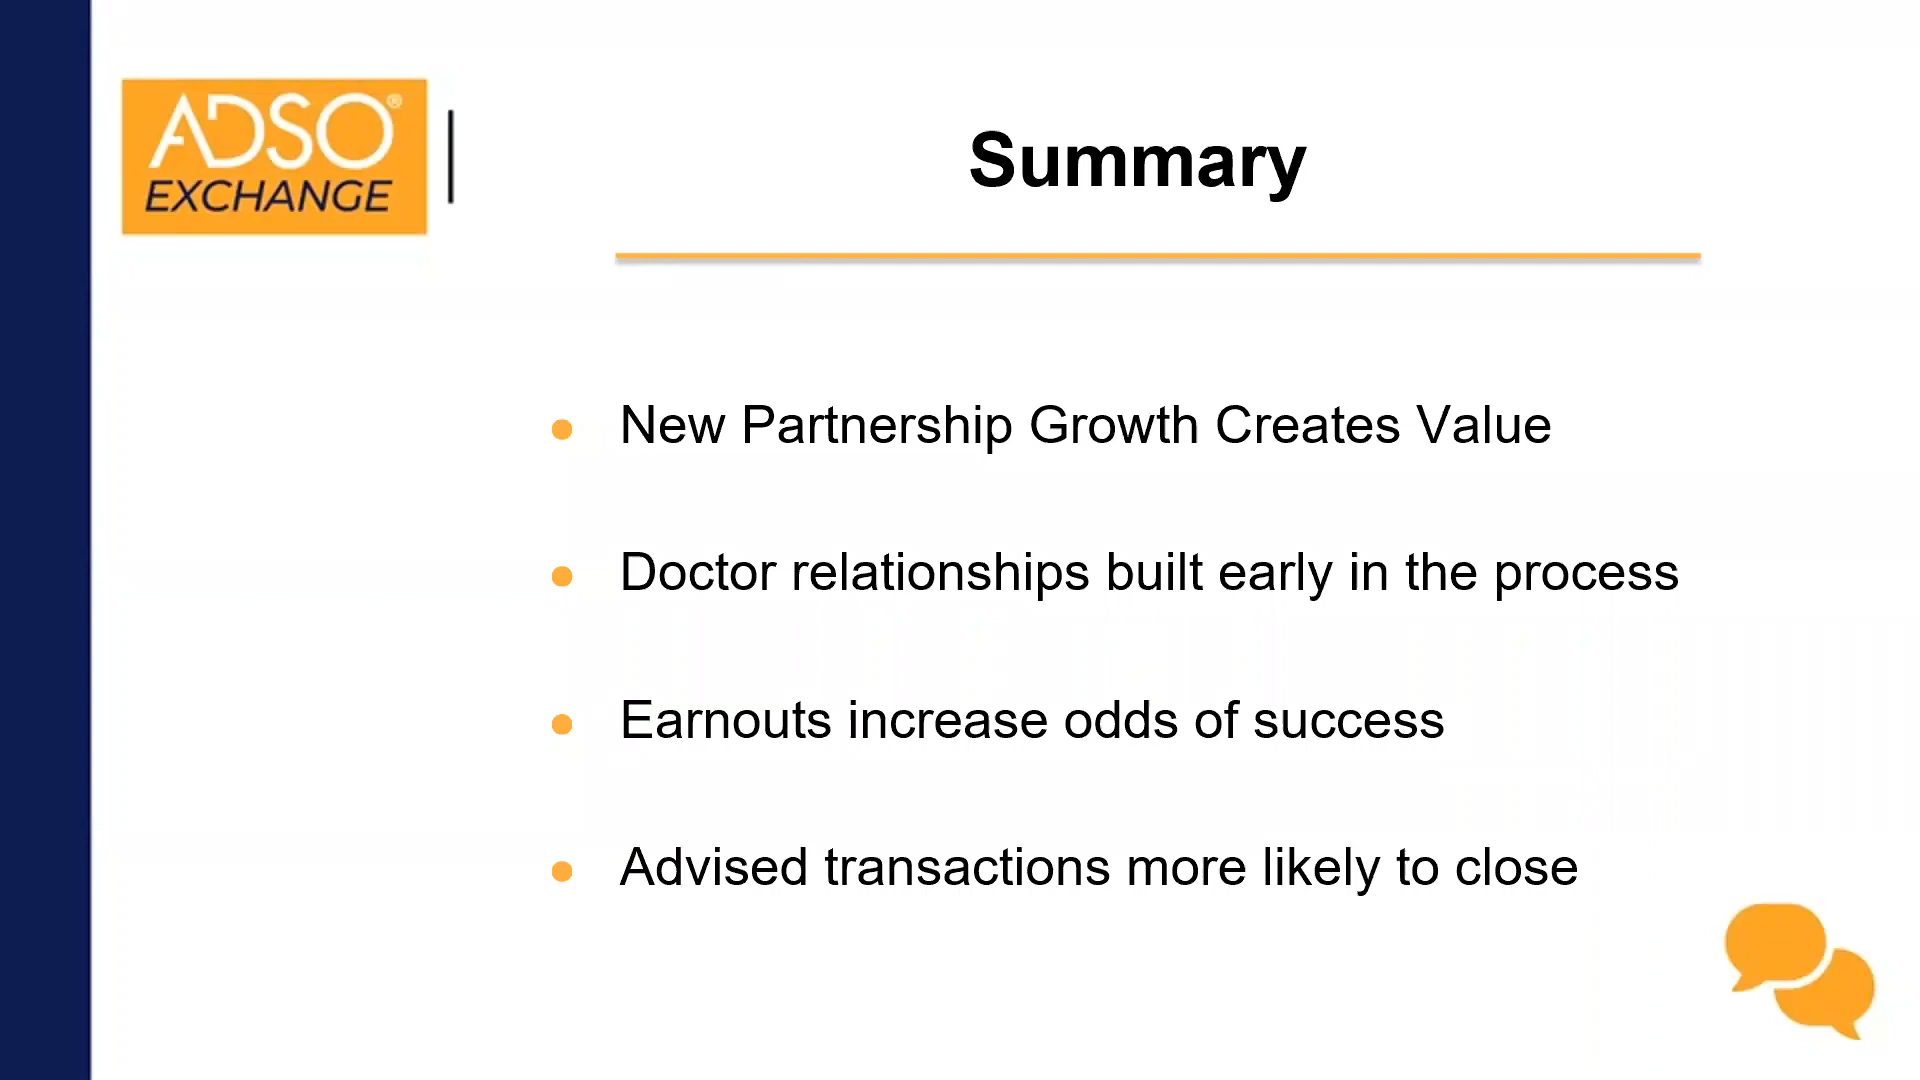 ADSO®
EXCHANGE
Summary
New Partnership Growth Creates Value
Doctor relationships built early in the process
Earnouts increase odds of success
Advised transactions more likely to close